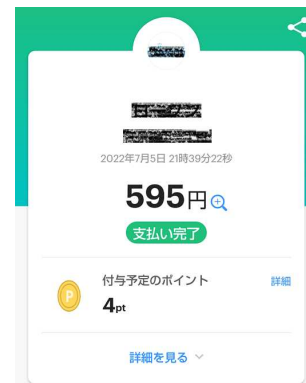 2022年7月5日 21時39分22秒
595円
支払い完了
P
付与予定のポイント
詳細
4pt
詳細を見る